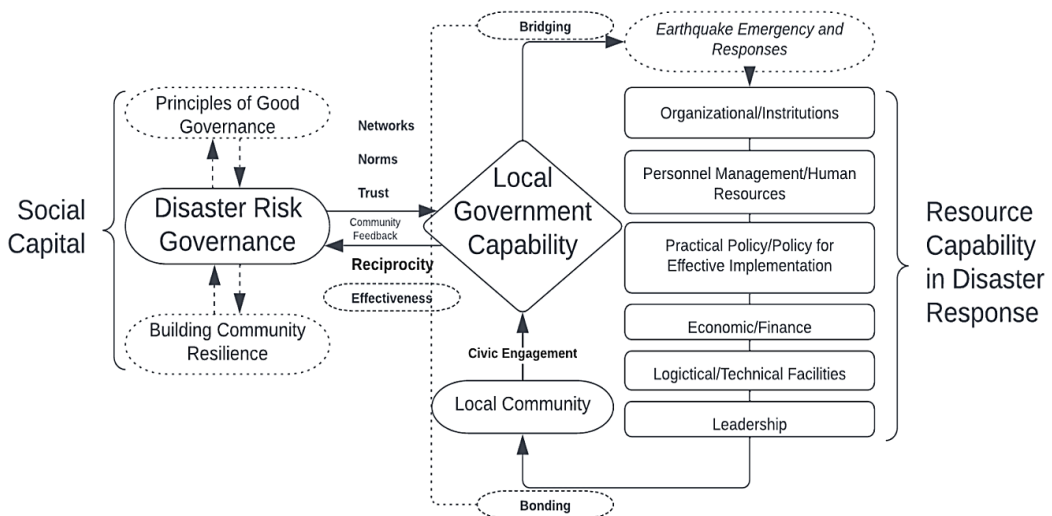 Social
Capital
Principles of Good
Governance
Disaster Risk
Governance
Building Community
Resilience
Networks
Norms
Trust
Community
Feedback
Reciprocity
Effectiveness
Bridging
Local
Government
Capability
Civic Engagement
Local Community
Bonding
Earthquake Emergency and
Responses
Organizational/Institutions
Personnel Management/Human
Resources
Practical Policy/Policy for
Effective Implementation
Economic/Finance
Logictical/Technical Facilities
Leadership
Resource
Capability
in Disaster
Response